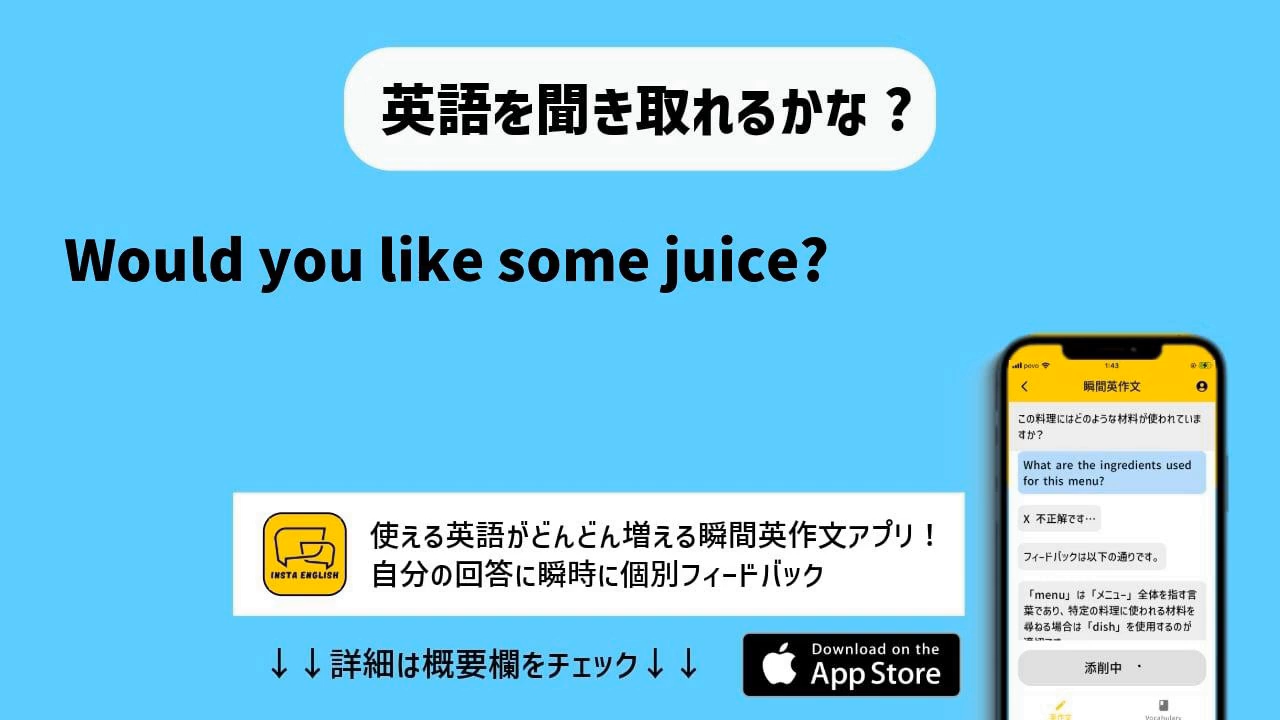 英語を聞き取れるかな？
Would you like some juice?
povo
1:43
瞬間英作文
この料理にはどのような材料が使われていま
すか？
What are the ingredients used
for this menu?
X 不正解です…
フィードバックは以下の通りです。
「menu」は「メニュー」全体を指す言
葉であり、特定の料理に使われる材料を
尋ねる場合は「dish」を使用するのが
添削中
英作文
Vocabulary
INSTA ENGLISH
使える英語がどんどん増える瞬間英作文アプリ！
自分の回答に瞬時に個別フィードバック
↓↓詳細は概要欄をチェック↓↓
Download on the
App Store